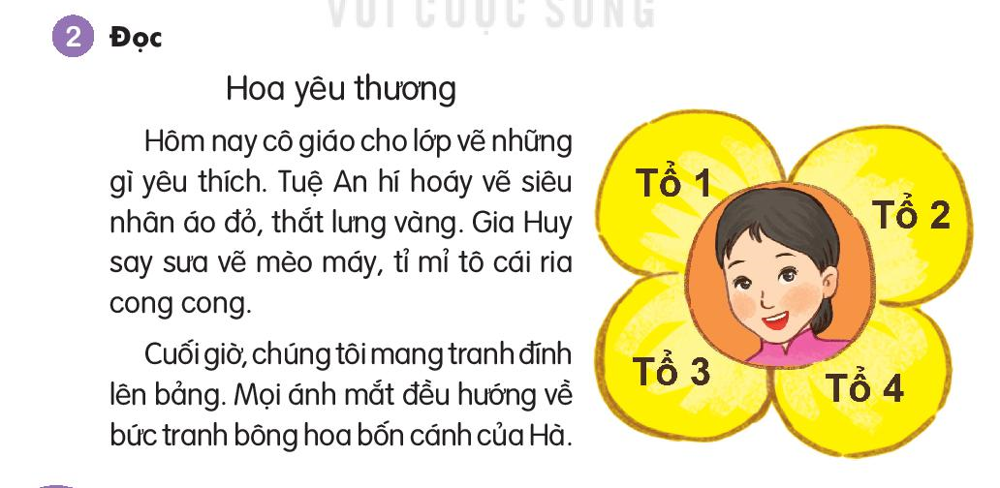 VỚI CUỘC SỐNG
2 Đọc
Hoa yêu thương
Hôm nay cô giáo cho lớp vẽ những
gì yêu thích. Tuệ An hí hoáy vẽ siêu
nhân áo đỏ, thắt lưng vàng. Gia Huy
say sưa vẽ mèo máy, tỉ mỉ tô cái ria
cong cong.
Cuối giờ, chúng tôi mang tranh đính
lên bảng. Mọi ánh mắt đều hướng về
bức tranh bông hoa bốn cánh của Hà.
Tổ 1
Tổ 2
Tổ 3
Tổ 4